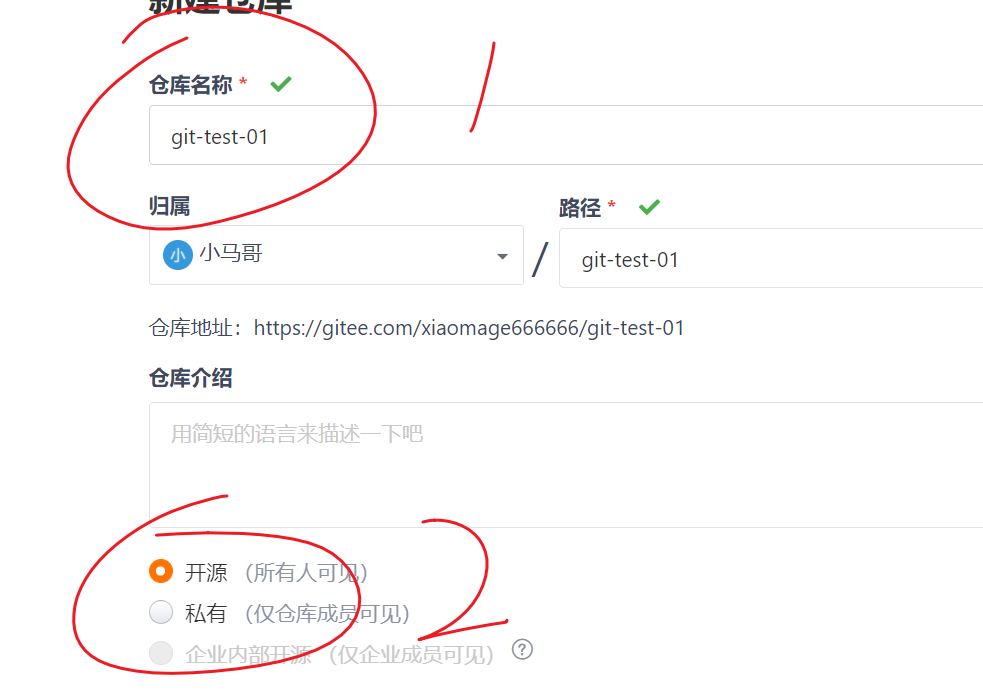 新建仓库
仓库名称 *
git-test-01
归属
路径 *
小 小马哥 / git-test-01
仓库地址：https://gitee.com/xiaomage666666/git-test-01
仓库介绍
用简短的语言来描述一下吧
开源 （所有人可见）
私有 （仅仓库成员可见）
企业内部开源 （仅企业成员可见） ?
1
2